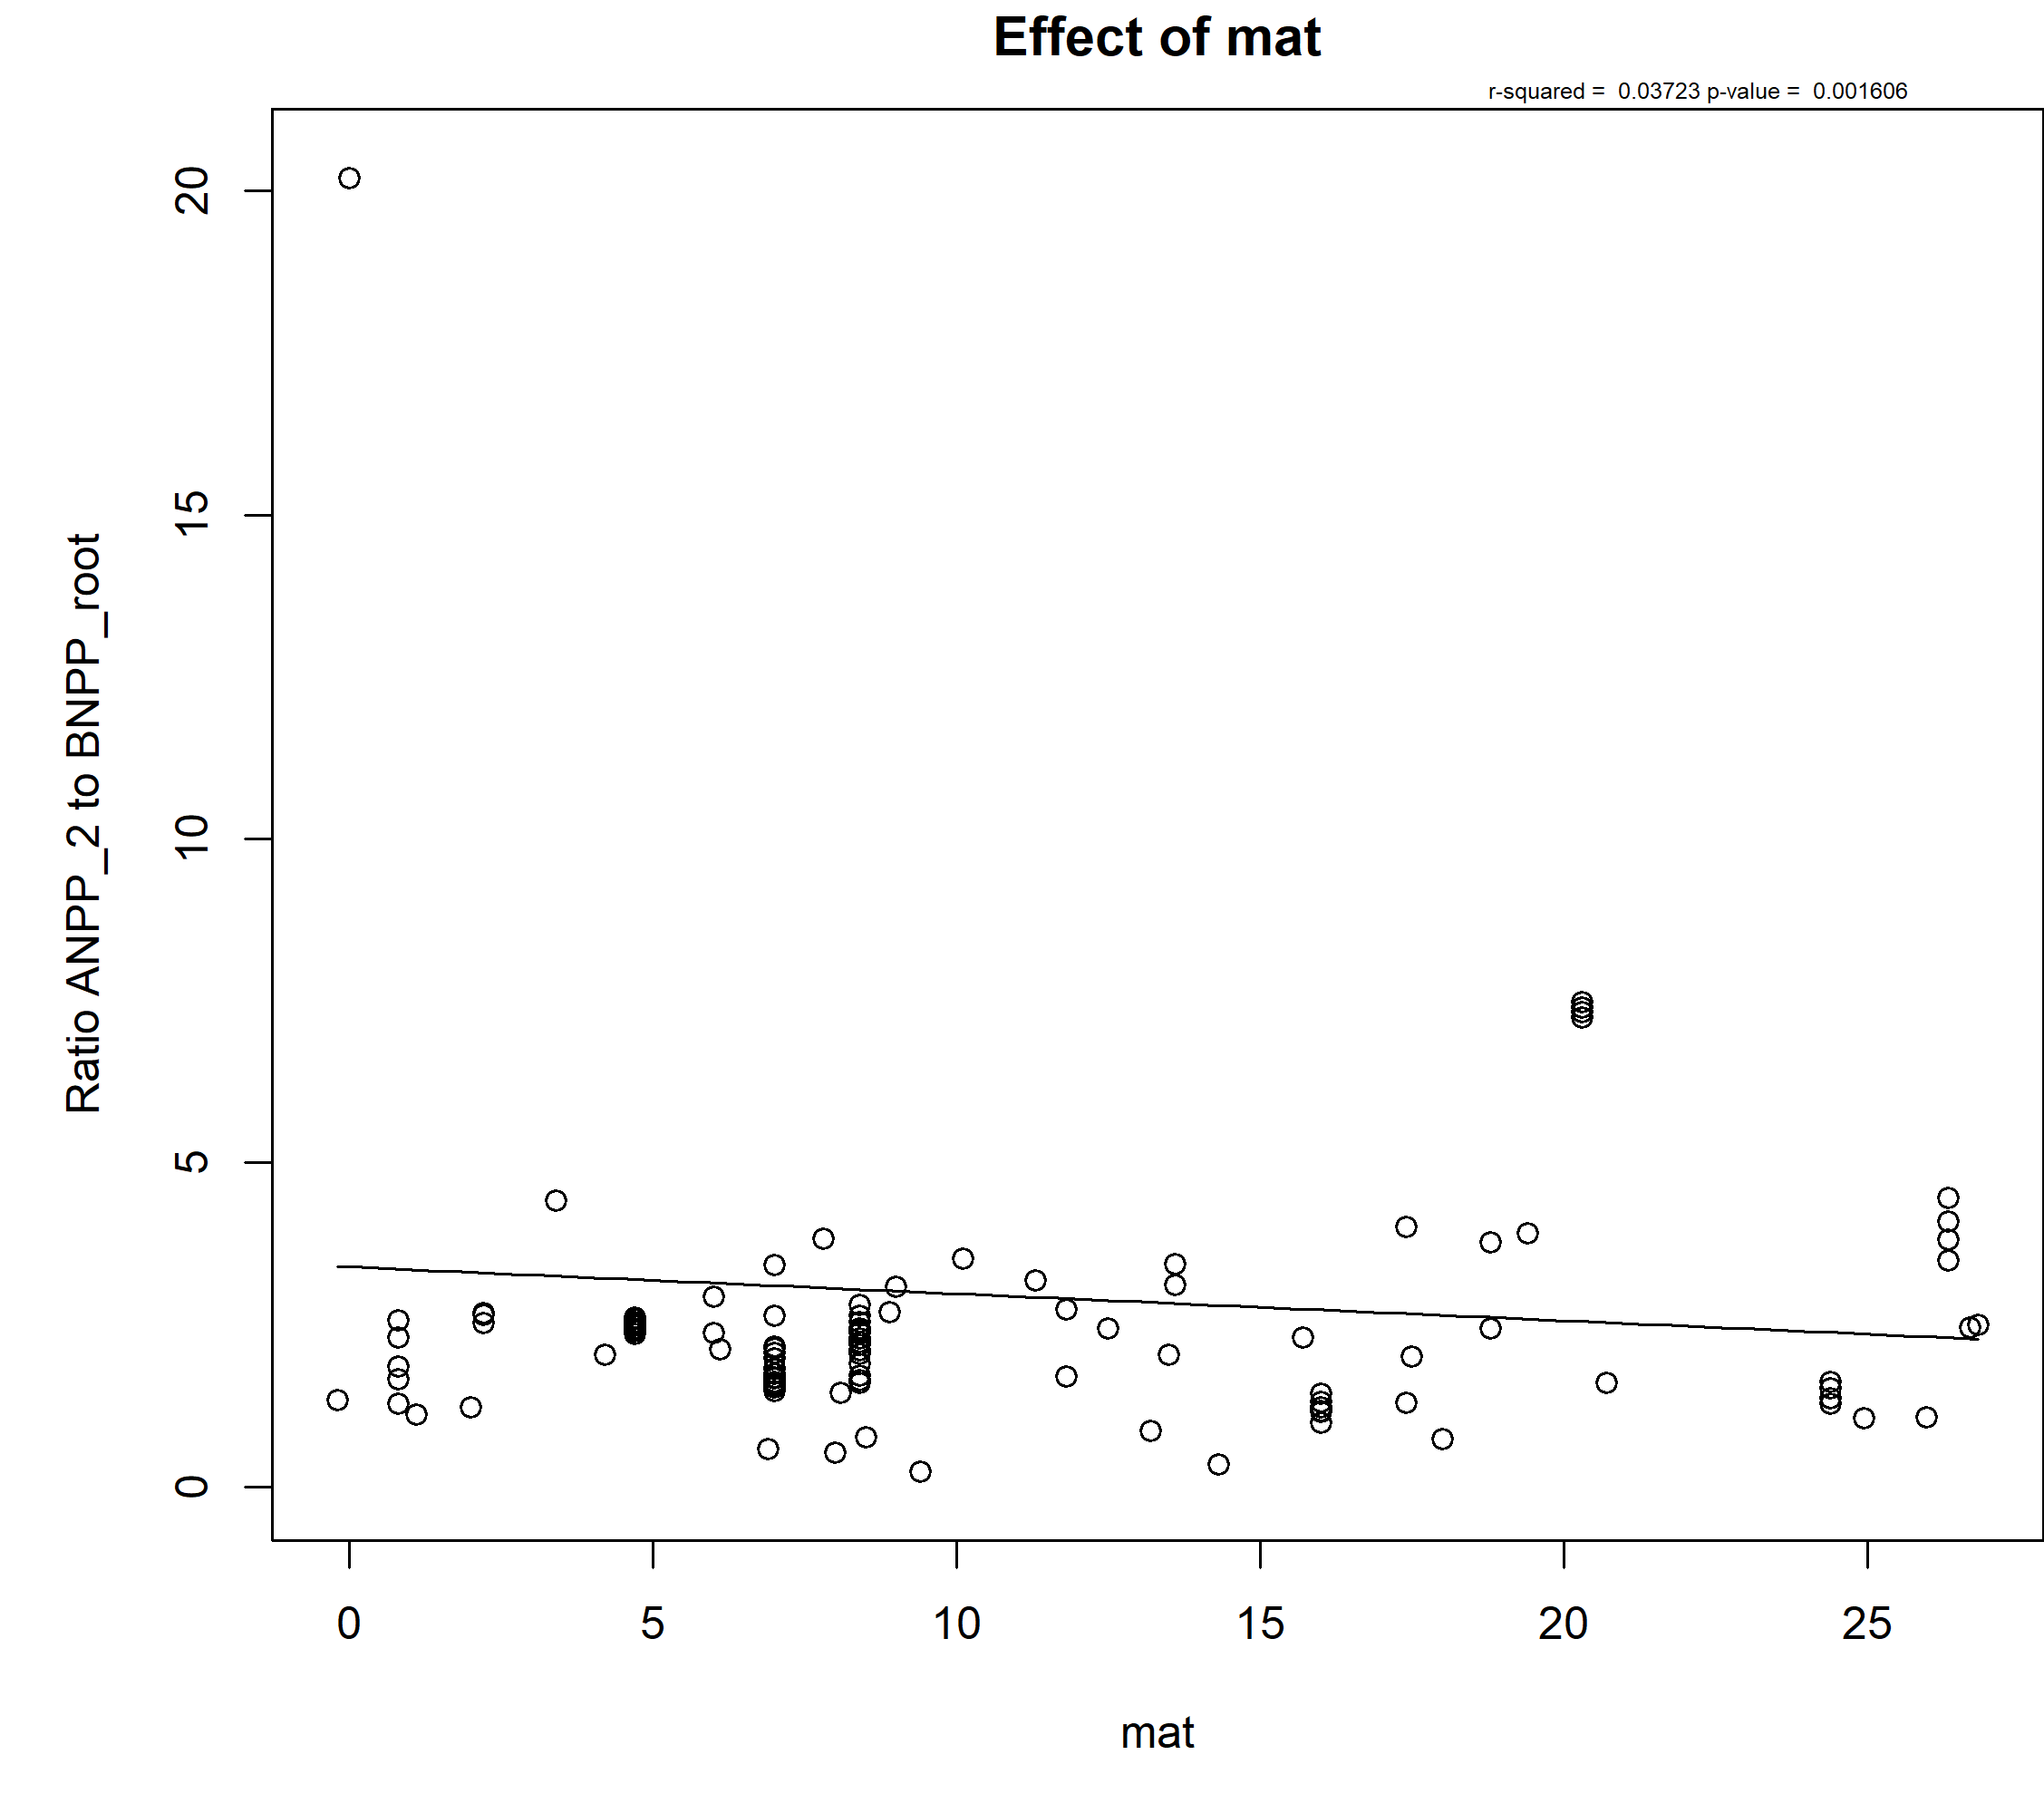 Effect of mat
r-squared =  0.03723 p-value =  0.001606
Ratio ANPP_2 to BNPP_root
20
15
10
5
0
0 5 10 15 20 25
mat